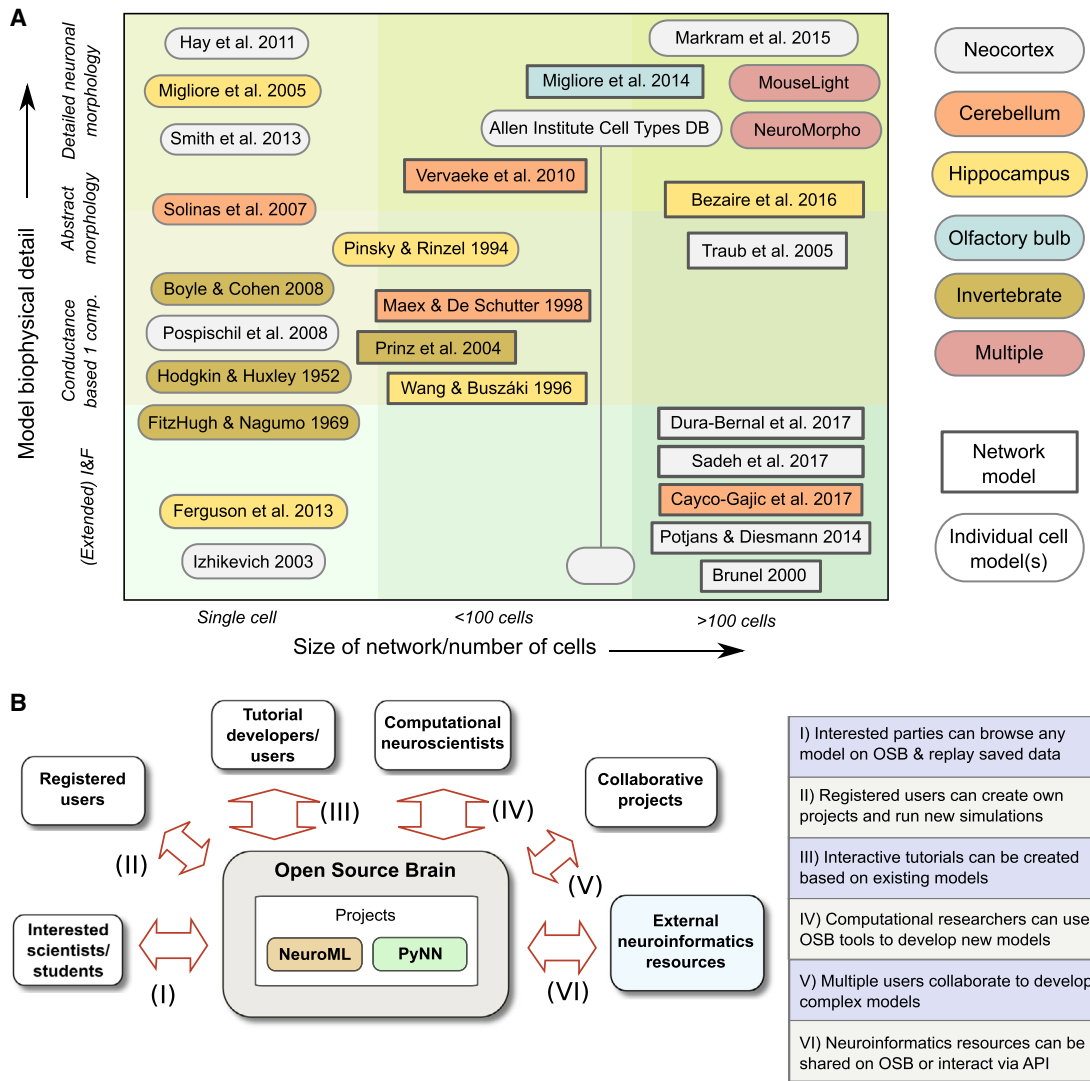 A
Model biophysical detail
Detailed neuronal
morphology
Abstract
morphology
Conductance
based 1 comp.
(Extended) I&F
Hay et al. 2011
Markram et al. 2015
Migliore et al. 2005
Migliore et al. 2014
MouseLight
Smith et al. 2013
Allen Institute Cell Types DB
NeuroMorpho
Vervaeke et al. 2010
Solinas et al. 2007
Bezaire et al. 2016
Pinsky & Rinzel 1994
Traub et al. 2005
Boyle & Cohen 2008
Maex & De Schutter 1998
Pospischil et al. 2008
Prinz et al. 2004
Hodgkin & Huxley 1952
Wang & Buszáki 1996
FitzHugh & Nagumo 1969
Dura-Bernal et al. 2017
Sadeh et al. 2017
Cayco-Gajic et al. 2017
Ferguson et al. 2013
Potjans & Diesmann 2014
Izhikevich 2003
Brunel 2000
Single cell
<100 cells
>100 cells
Size of network/number of cells
Neocortex
Cerebellum
Hippocampus
Olfactory bulb
Invertebrate
Multiple
Network
model
Individual cell
model(s)
B
Interested
scientists/
students
(I)
Registered
users
(II)
Tutorial
developers/
users
(III)
Computational
neuroscientists
(IV)
Collaborative
projects
(V)
External
neuroinformatics
resources
(VI)
Open Source Brain
Projects
NeuroML
PyNN
I) Interested parties can browse any
model on OSB & replay saved data
II) Registered users can create own
projects and run new simulations
III) Interactive tutorials can be created
based on existing models
IV) Computational researchers can use
OSB tools to develop new models
V) Multiple users collaborate to develop
complex models
VI) Neuroinformatics resources can be
shared on OSB or interact via API